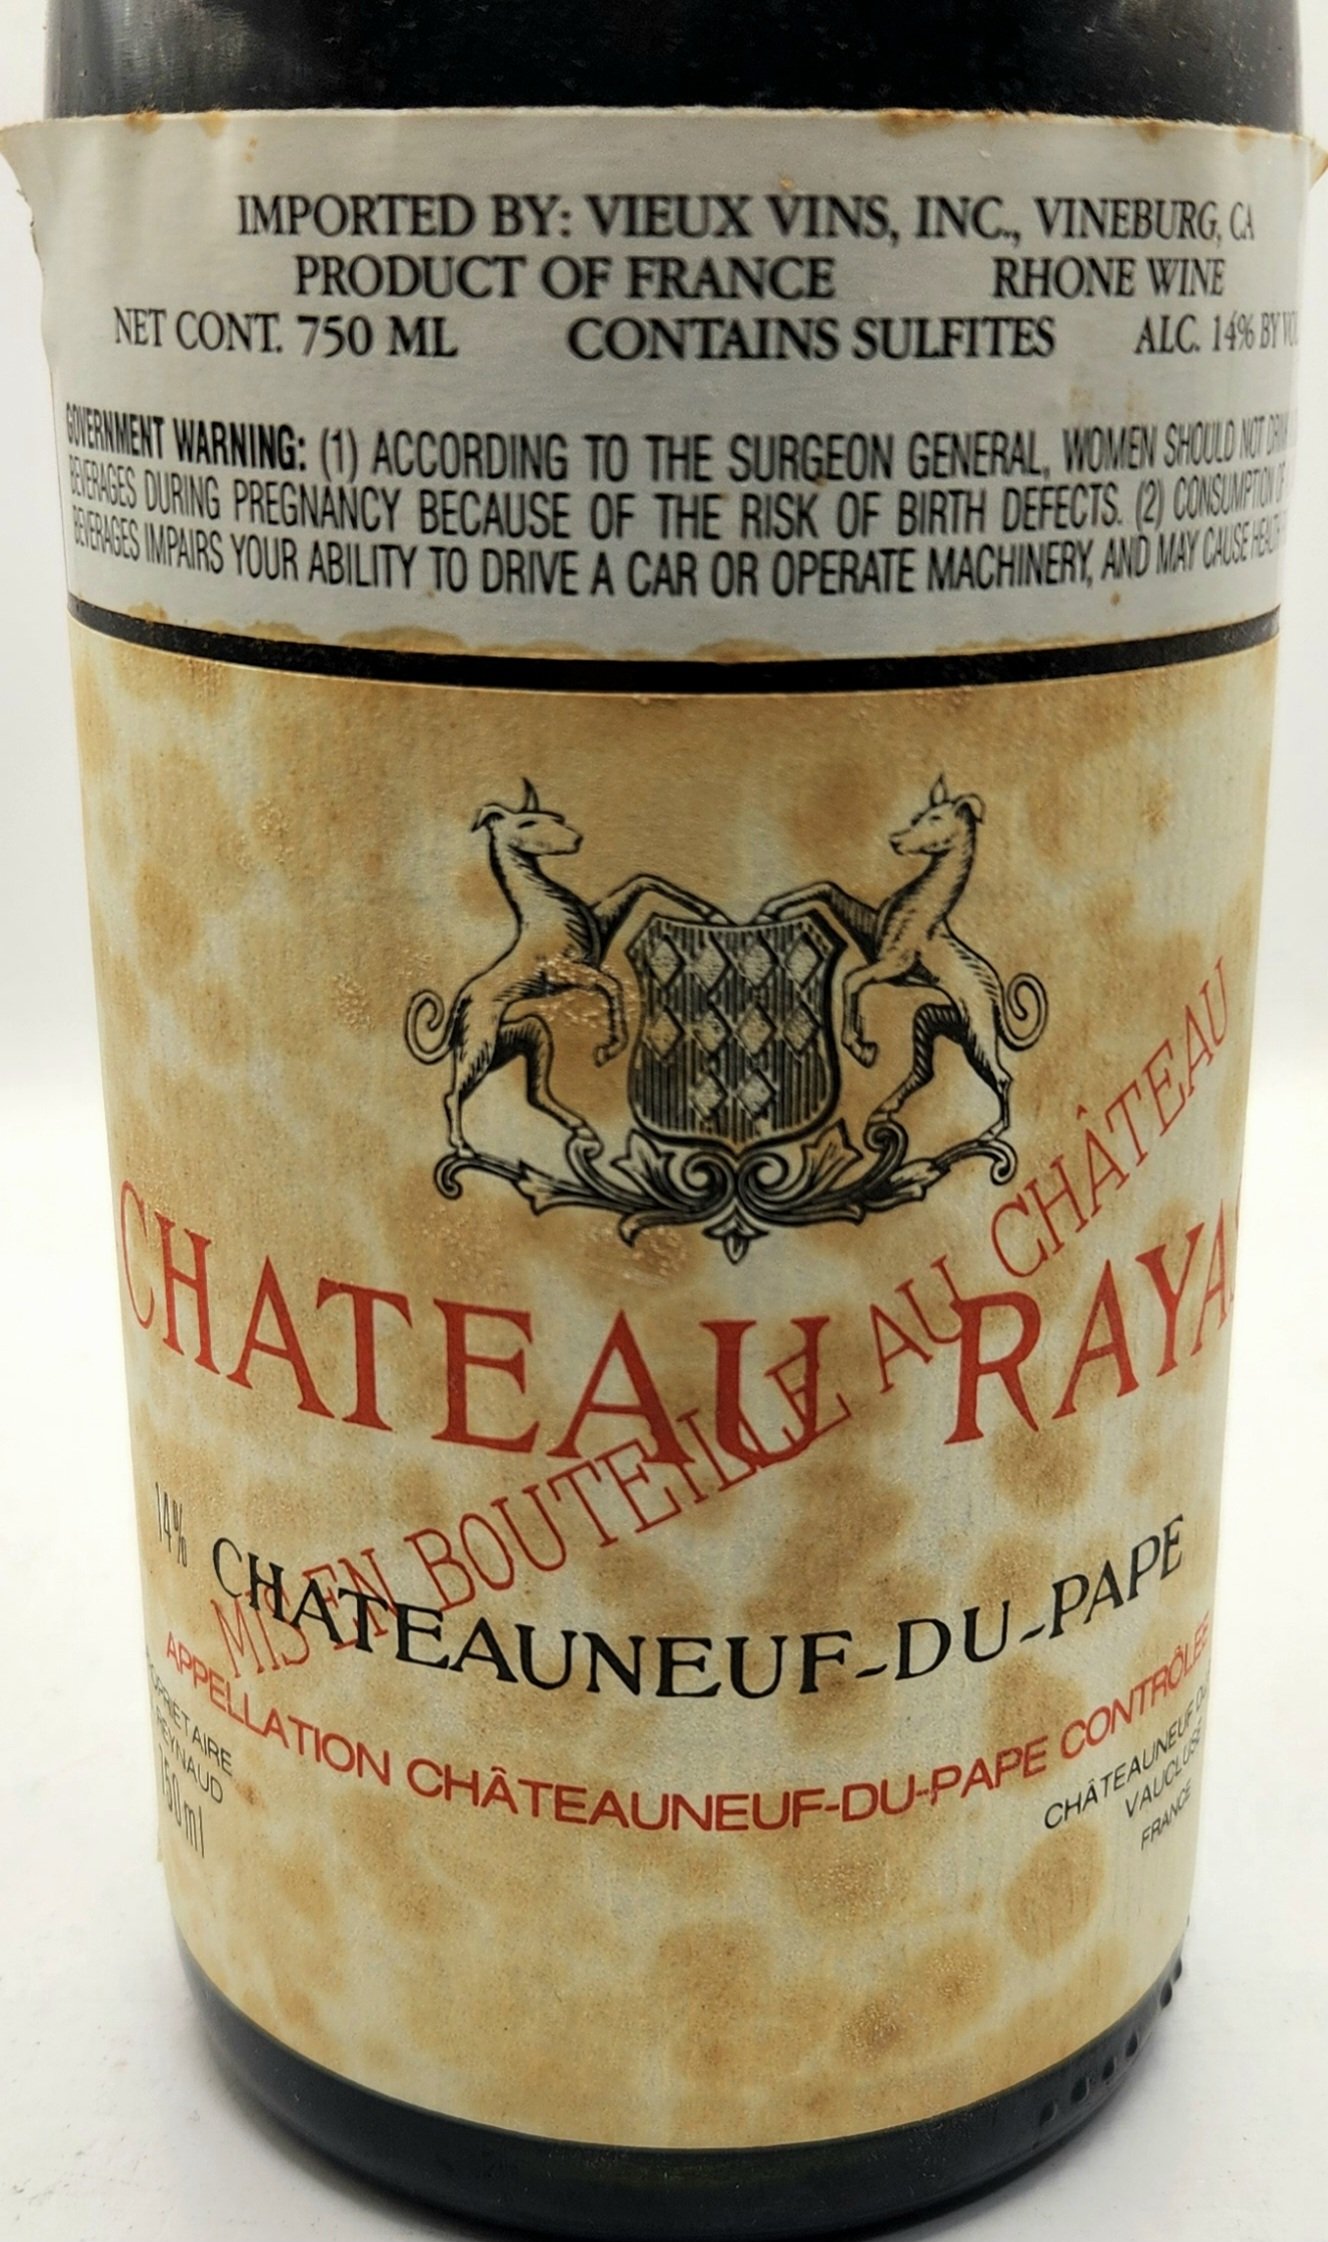 IMPORTED BY: VIEUX VINS, INC., VINEBURG, CA
PRODUCT OF FRANCE RHONE WINE
NET CONT. 750 ML CONTAINS SULFITES ALC. 14% BY
GOVERNMENT WARNING: (1) ACCORDING TO THE SURGEON GENERAL, WOMEN SHOULD NOT
BEVERAGES DURING PREGNANCY BECAUSE OF THE RISK OF BIRTH DEFECTS. (2) CONSUMPTION OF
BEVERAGES IMPAIRS YOUR ABILITY TO DRIVE A CAR OR OPERATE MACHINERY, AND MAY CAUSE
CHATEAU RAYAS
MIS EN BOUTEILLE AU CHÂTEAU
14%
CHATEAUNEUF-DU-PAPE
APPELLATION CHÂTEAUNEUF-DU-PAPE CONTRÔLÉE
REYNAUD
CHÂTEAUNEUF
VAUCLUSE
FRANCE